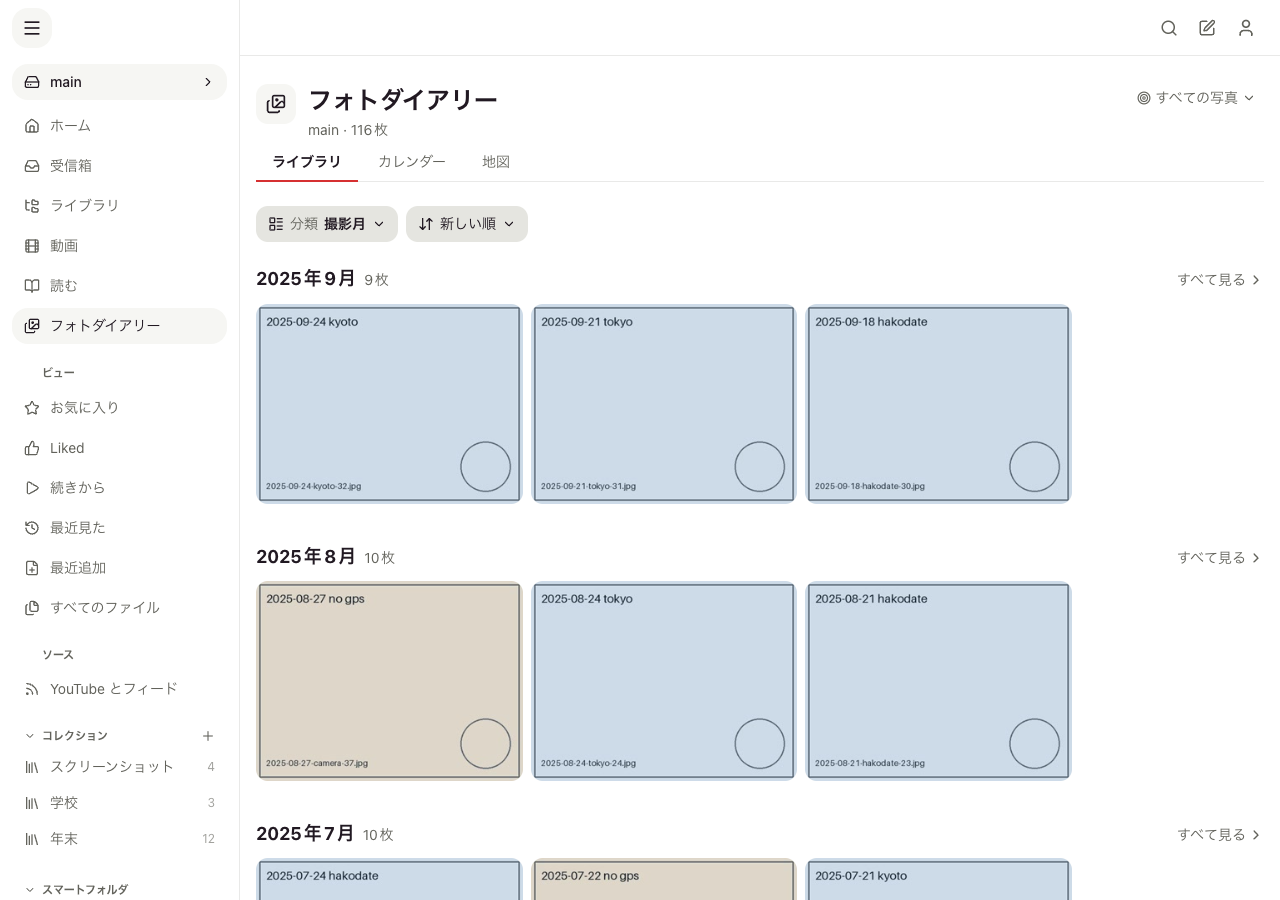 main
ホーム
受信箱
ライブラリ
動画
読む
フォトダイアリー
ビュー
お気に入り
Liked
続きから
最近見た
最近追加
すべてのファイル
ソース
YouTube とフィード
コレクション
スクリーンショット 4
学校 3
年末 12
スマートフォルダ
フォトダイアリー
main · 116枚
すべての写真
ライブラリ カレンダー 地図
分類 撮影月 新しい順
2025年9月 9枚 すべて見る
2025-09-24 kyoto
2025-09-24-kyoto-32.jpg
2025-09-21 tokyo
2025-09-21-tokyo-31.jpg
2025-09-18 hakodate
2025-09-18-hakodate-30.jpg
2025年8月 10枚 すべて見る
2025-08-27 no gps
2025-08-27-camera-37.jpg
2025-08-24 tokyo
2025-08-24-tokyo-24.jpg
2025-08-21 hakodate
2025-08-21-hakodate-23.jpg
2025年7月 10枚 すべて見る
2025-07-24 hakodate
2025-07-22 no gps
2025-07-21 kyoto